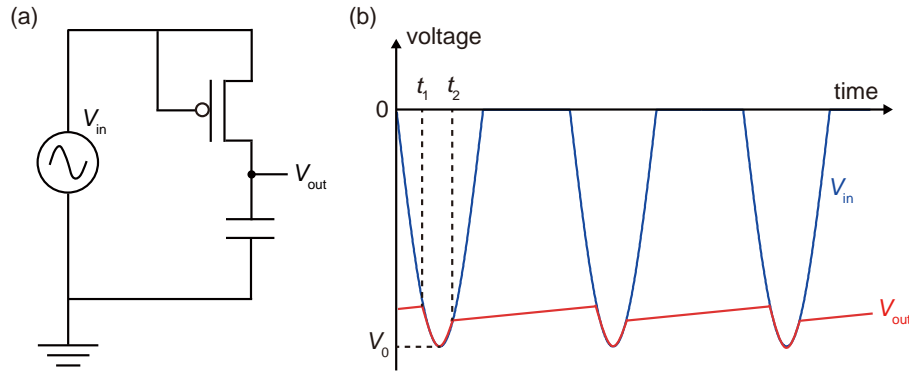 (a)
V_in
V_out
(b)
voltage
0
t_1
t_2
time
V_in
V_out
V_0